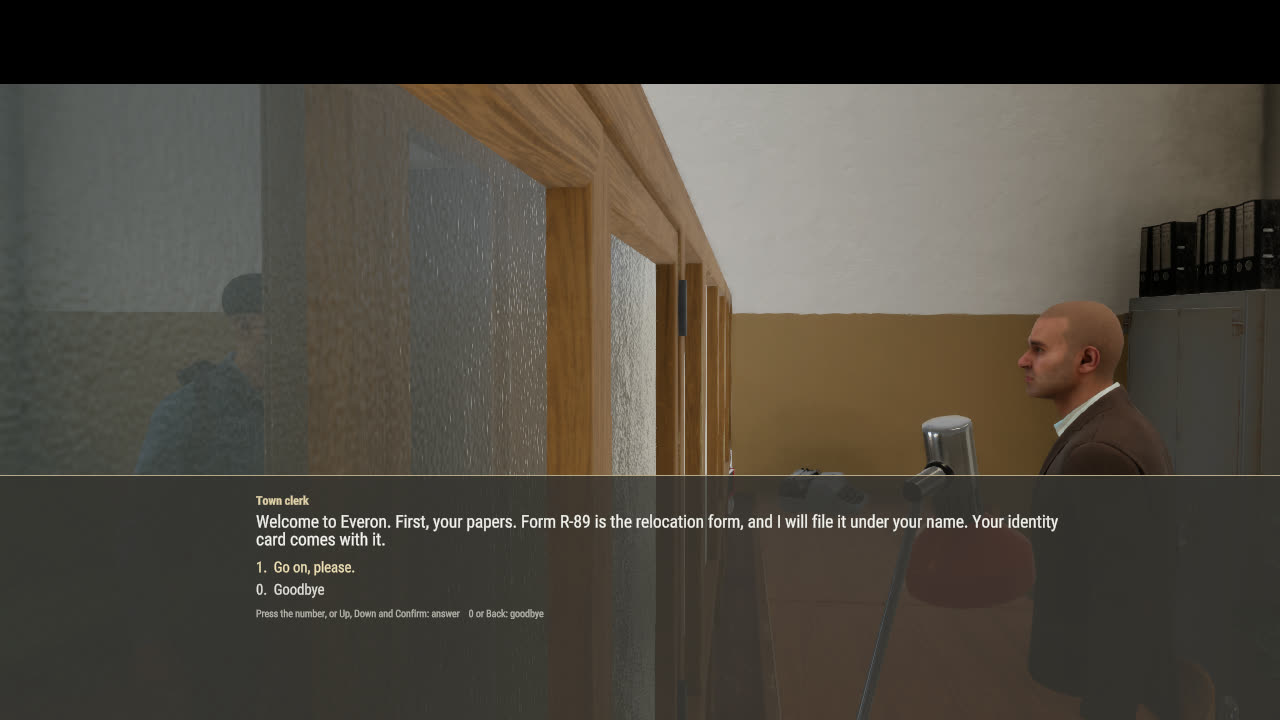 Town clerk
Welcome to Everon. First, your papers. Form R-89 is the relocation form, and I will file it under your name. Your identity
card comes with it.
1. Go on, please.
0. Goodbye
Press the number, or Up, Down and Confirm: answer 0 or Back: goodbye